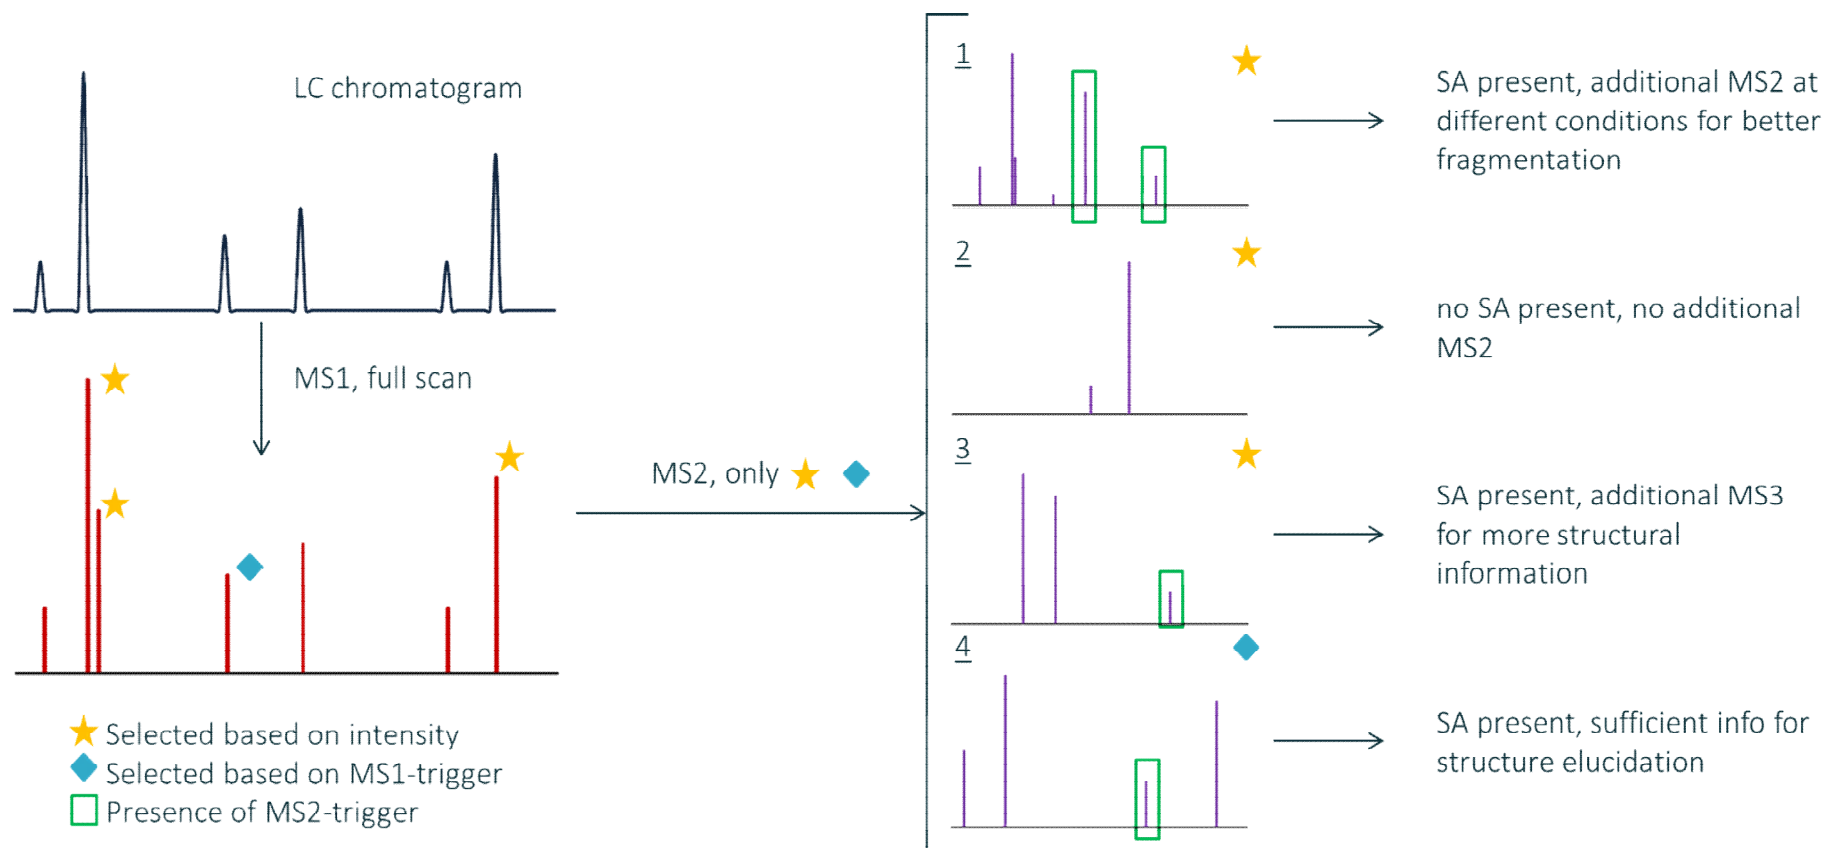 LC chromatogram
MS1, full scan
Selected based on intensity
Selected based on MS1-trigger
Presence of MS2-trigger
MS2, only
1
SA present, additional MS2 at
different conditions for better
fragmentation
2
no SA present, no additional
MS2
3
SA present, additional MS3
for more structural
information
4
SA present, sufficient info for
structure elucidation